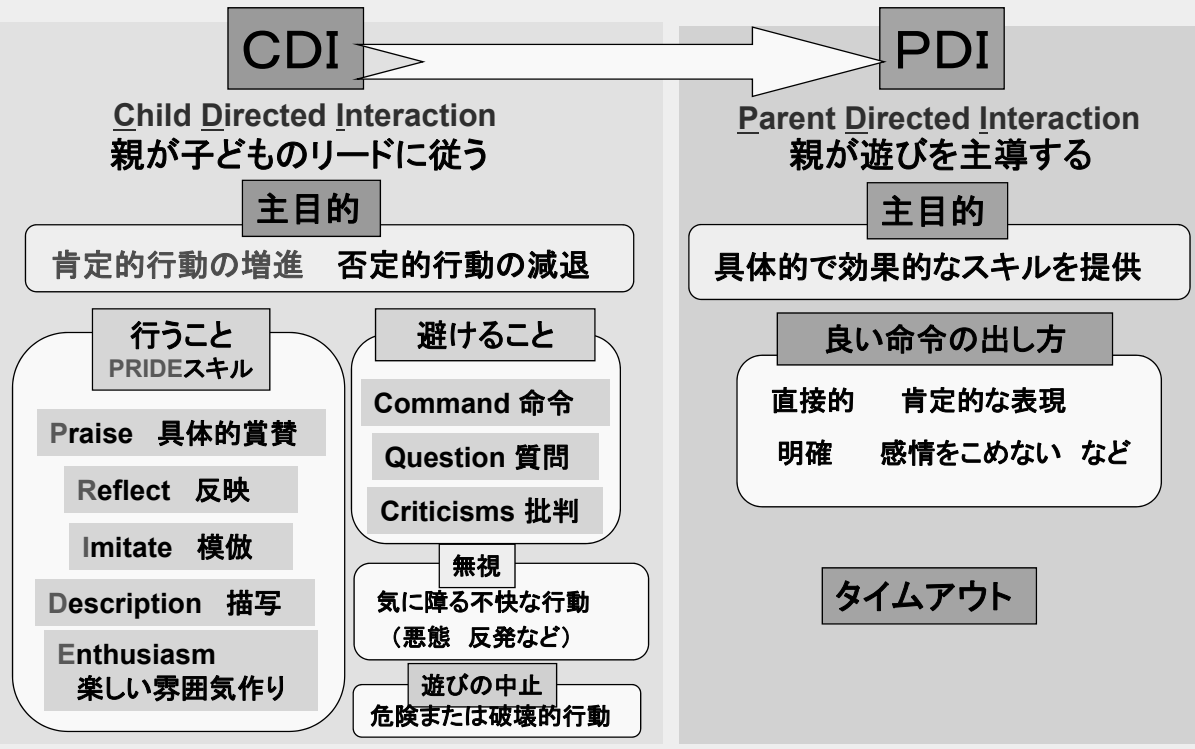 CDI
Child Directed Interaction
親が子どものリードに従う
主目的
肯定的行動の増進　否定的行動の減退
行うこと
PRIDEスキル
Praise　具体的賞賛
Reflect　反映
Imitate　模倣
Description　描写
Enthusiasm
楽しい雰囲気作り
避けること
Command 命令
Question 質問
Criticisms 批判
無視
気に障る不快な行動
（悪態　反発など）
遊びの中止
危険または破壊的行動
PDI
Parent Directed Interaction
親が遊びを主導する
主目的
具体的で効果的なスキルを提供
良い命令の出し方
直接的　肯定的な表現
明確　感情をこめない　など
タイムアウト